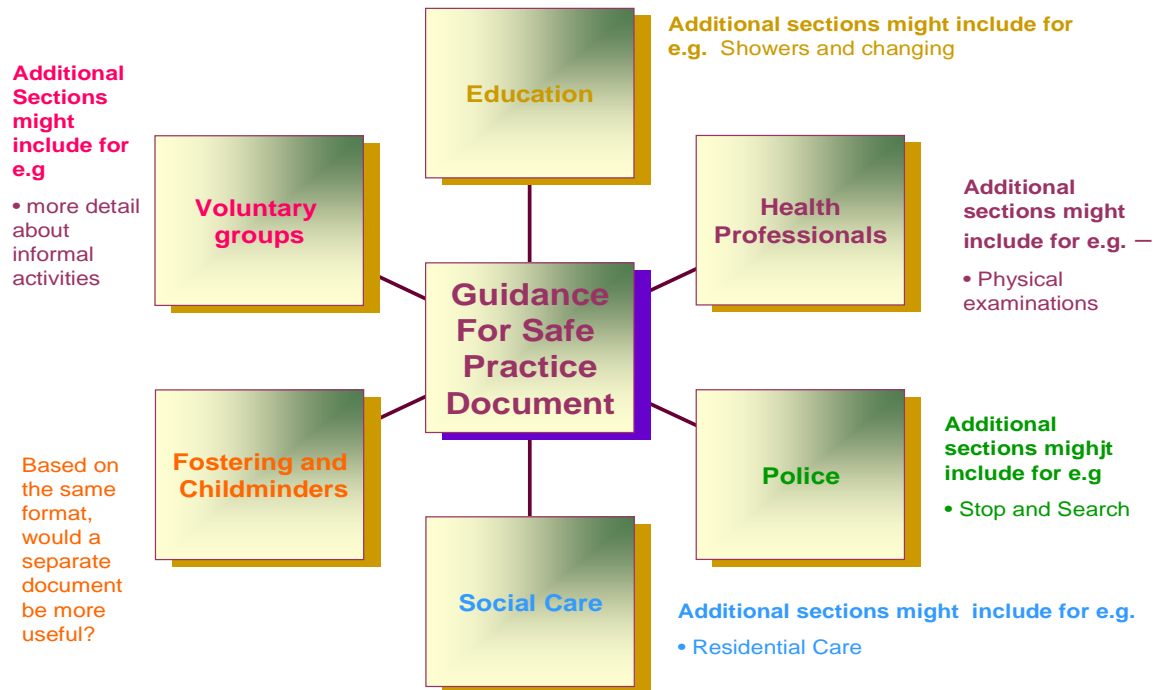 Additional sections might include for
e.g. Showers and changing
Education
Additional
Sections
might
include for
e.g
• more detail
about
informal
activities
Voluntary
groups
Health
Professionals
Additional
sections might
include for e.g. –
• Physical
examinations
Guidance
For Safe
Practice
Document
Based on
the same
format,
would a
separate
document
be more
useful?
Fostering and
Childminders
Police
Additional
sections mighjt
include for e.g
• Stop and Search
Social Care
Additional sections might include for e.g.
• Residential Care